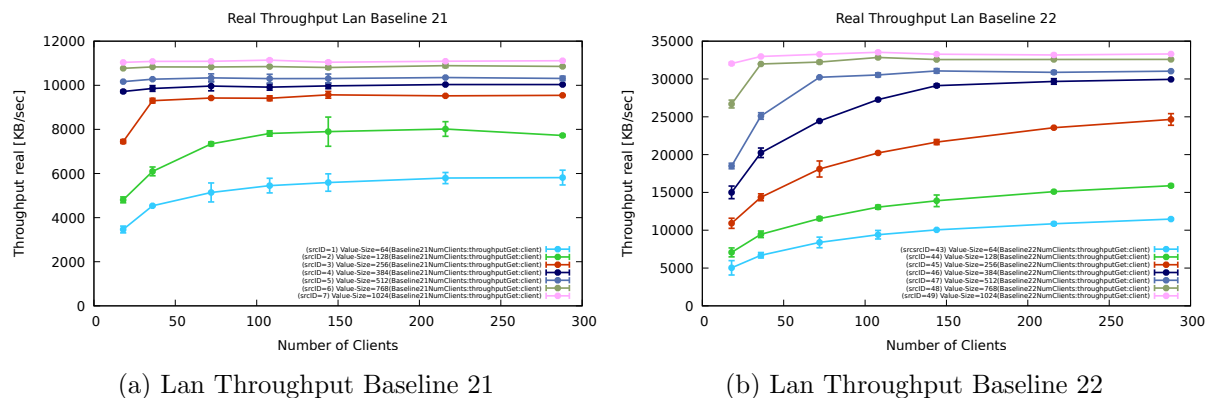 Real Throughput Lan Baseline 21
12000
10000
8000
6000
4000
2000
0
Throughput real [KB/sec]
(srcID=1) Value-Size=64(Baseline21NumClients:throughputGet:client)
(srcID=2) Value-Size=128(Baseline21NumClients:throughputGet:client)
(srcID=3) Value-Size=256(Baseline21NumClients:throughputGet:client)
(srcID=4) Value-Size=384(Baseline21NumClients:throughputGet:client)
(srcID=5) Value-Size=512(Baseline21NumClients:throughputGet:client)
(srcID=6) Value-Size=768(Baseline21NumClients:throughputGet:client)
(srcID=7) Value-Size=1024(Baseline21NumClients:throughputGet:client)
0 50 100 150 200 250 300
Number of Clients
(a) Lan Throughput Baseline 21
Real Throughput Lan Baseline 22
35000
30000
25000
20000
15000
10000
5000
0
Throughput real [KB/sec]
(srcsrcID=43) Value-Size=64(Baseline22NumClients:throughputGet:client)
(srcID=44) Value-Size=128(Baseline22NumClients:throughputGet:client)
(srcID=45) Value-Size=256(Baseline22NumClients:throughputGet:client)
(srcID=46) Value-Size=384(Baseline22NumClients:throughputGet:client)
(srcID=47) Value-Size=512(Baseline22NumClients:throughputGet:client)
(srcID=48) Value-Size=768(Baseline22NumClients:throughputGet:client)
(srcID=49) Value-Size=1024(Baseline22NumClients:throughputGet:client)
0 50 100 150 200 250 300
Number of Clients
(b) Lan Throughput Baseline 22